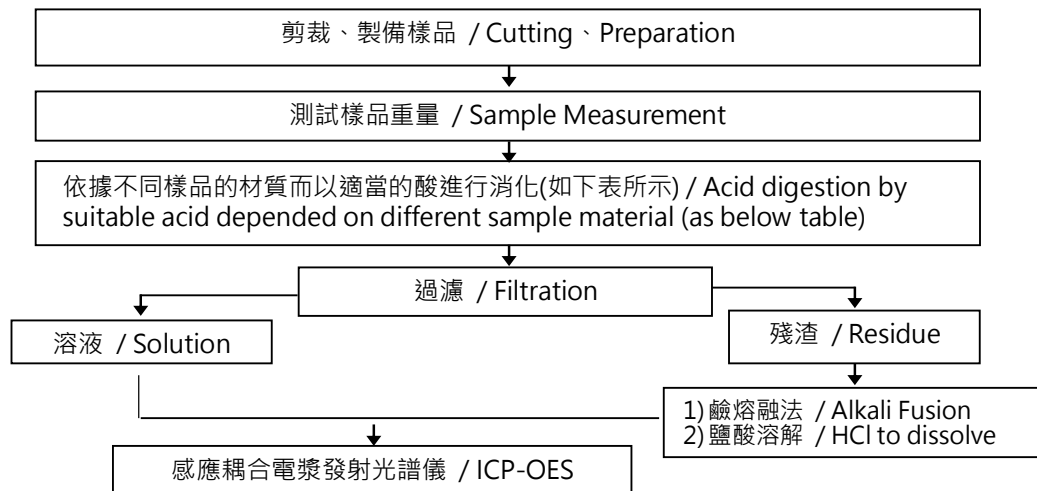 剪裁、製備樣品 / Cutting、Preparation
測試樣品重量 / Sample Measurement
依據不同樣品的材質而以適當的酸進行消化(如下表所示) / Acid digestion by
suitable acid depended on different sample material (as below table)
過濾 / Filtration
溶液 / Solution
殘渣 / Residue
1) 鹼熔融法 / Alkali Fusion
2) 鹽酸溶解 / HCl to dissolve
感應耦合電漿發射光譜儀 / ICP-OES